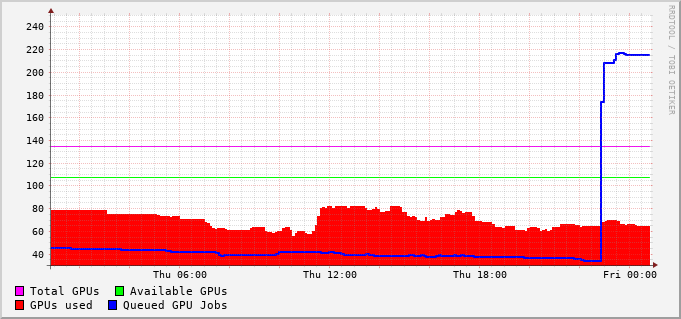 RRDTOOL / TOBI OETIKER
240
220
200
180
160
140
120
100
80
60
40
Thu 06:00 Thu 12:00 Thu 18:00 Fri 00:00
Total GPUs Available GPUs
GPUs used Queued GPU Jobs